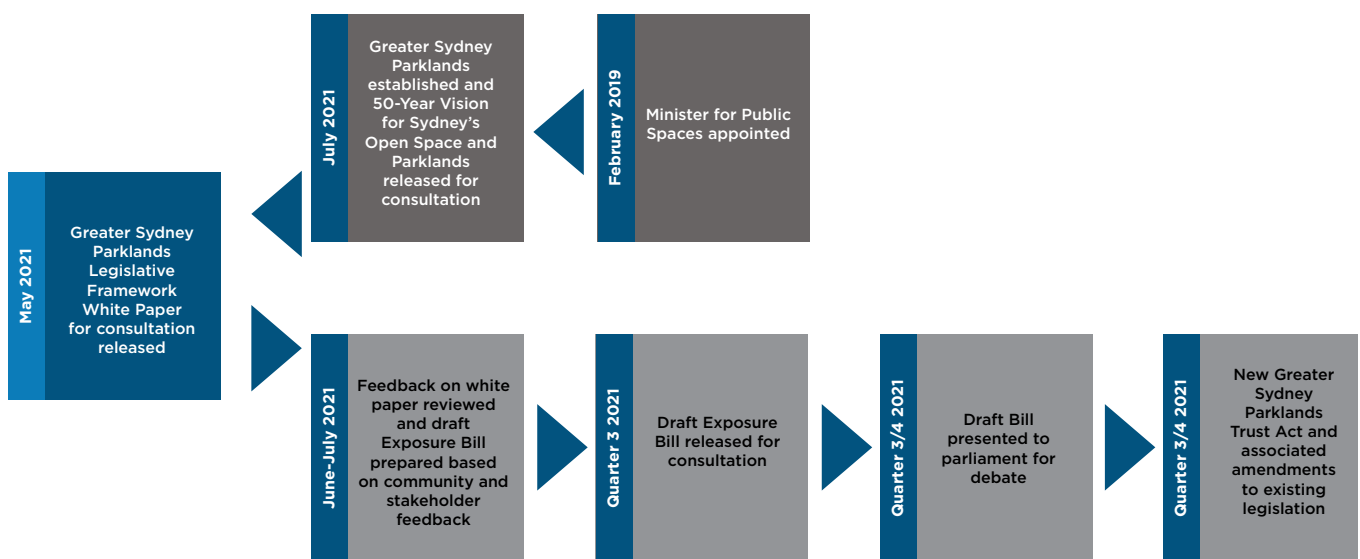 July 2021
Greater Sydney
Parklands
established and
50-Year Vision
for Sydney’s
Open Space and
Parklands
released for
consultation
February 2019
Minister for Public
Spaces appointed
May 2021
Greater Sydney
Parklands
Legislative
Framework
White Paper
for consultation
released
June-July 2021
Feedback on white
paper reviewed
and draft
Exposure Bill
prepared based
on community and
stakeholder
feedback
Quarter 3 2021
Draft Exposure
Bill released for
consultation
Quarter 3/4 2021
Draft Bill
presented to
parliament for
debate
Quarter 3/4 2021
New Greater
Sydney
Parklands
Trust Act and
associated
amendments
to existing
legislation